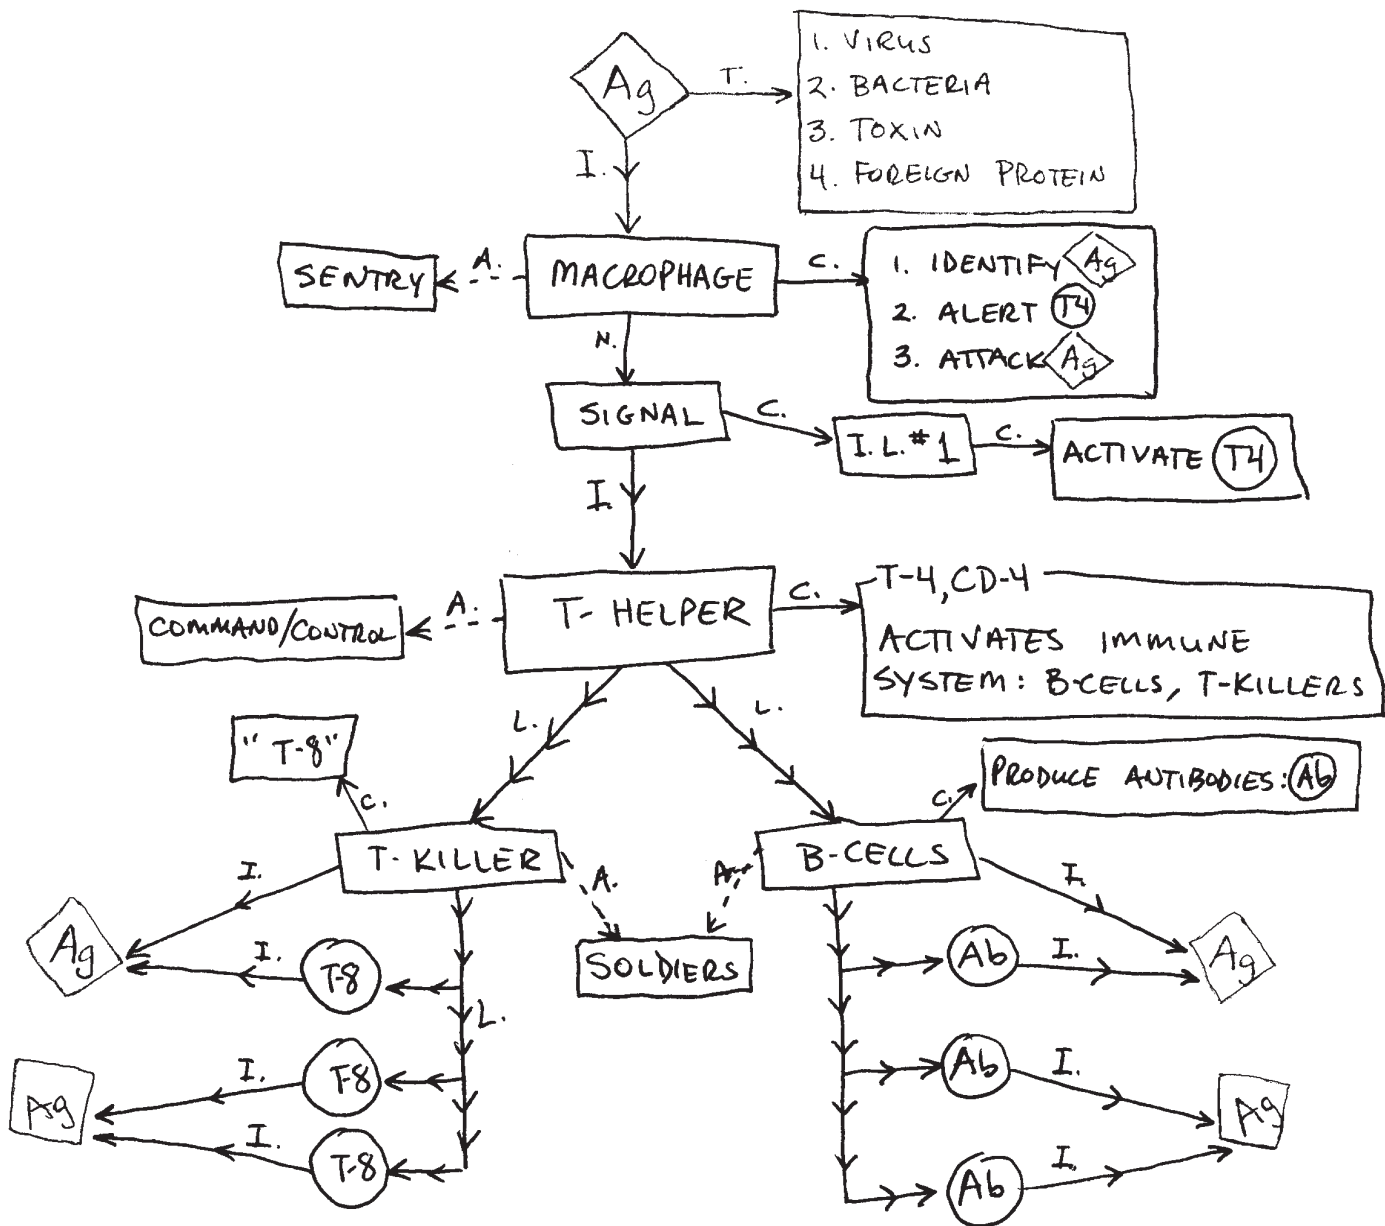 Ag
T.
1. VIRUS
2. BACTERIA
3. TOXIN
4. FOREIGN PROTEIN
I.
SENTRY
A.
MACROPHAGE
C.
1. IDENTIFY Ag
2. ALERT T4
3. ATTACK Ag
N.
SIGNAL
C.
I.L. #1
C.
ACTIVATE T4
I.
COMMAND/CONTROL
A.
T-HELPER
C.
T-4, CD-4
ACTIVATES IMMUNE
SYSTEM: B-CELLS, T-KILLERS
L.
L.
"T-8"
C.
PRODUCE ANTIBODIES: Ab
C.
T-KILLER
B-CELLS
I.
A.
A.
I.
Ag
I.
T-8
SOLDIERS
Ab
I.
Ag
L.
Ag
I.
T-8
Ab
I.
Ag
I.
T-8
Ab
I.